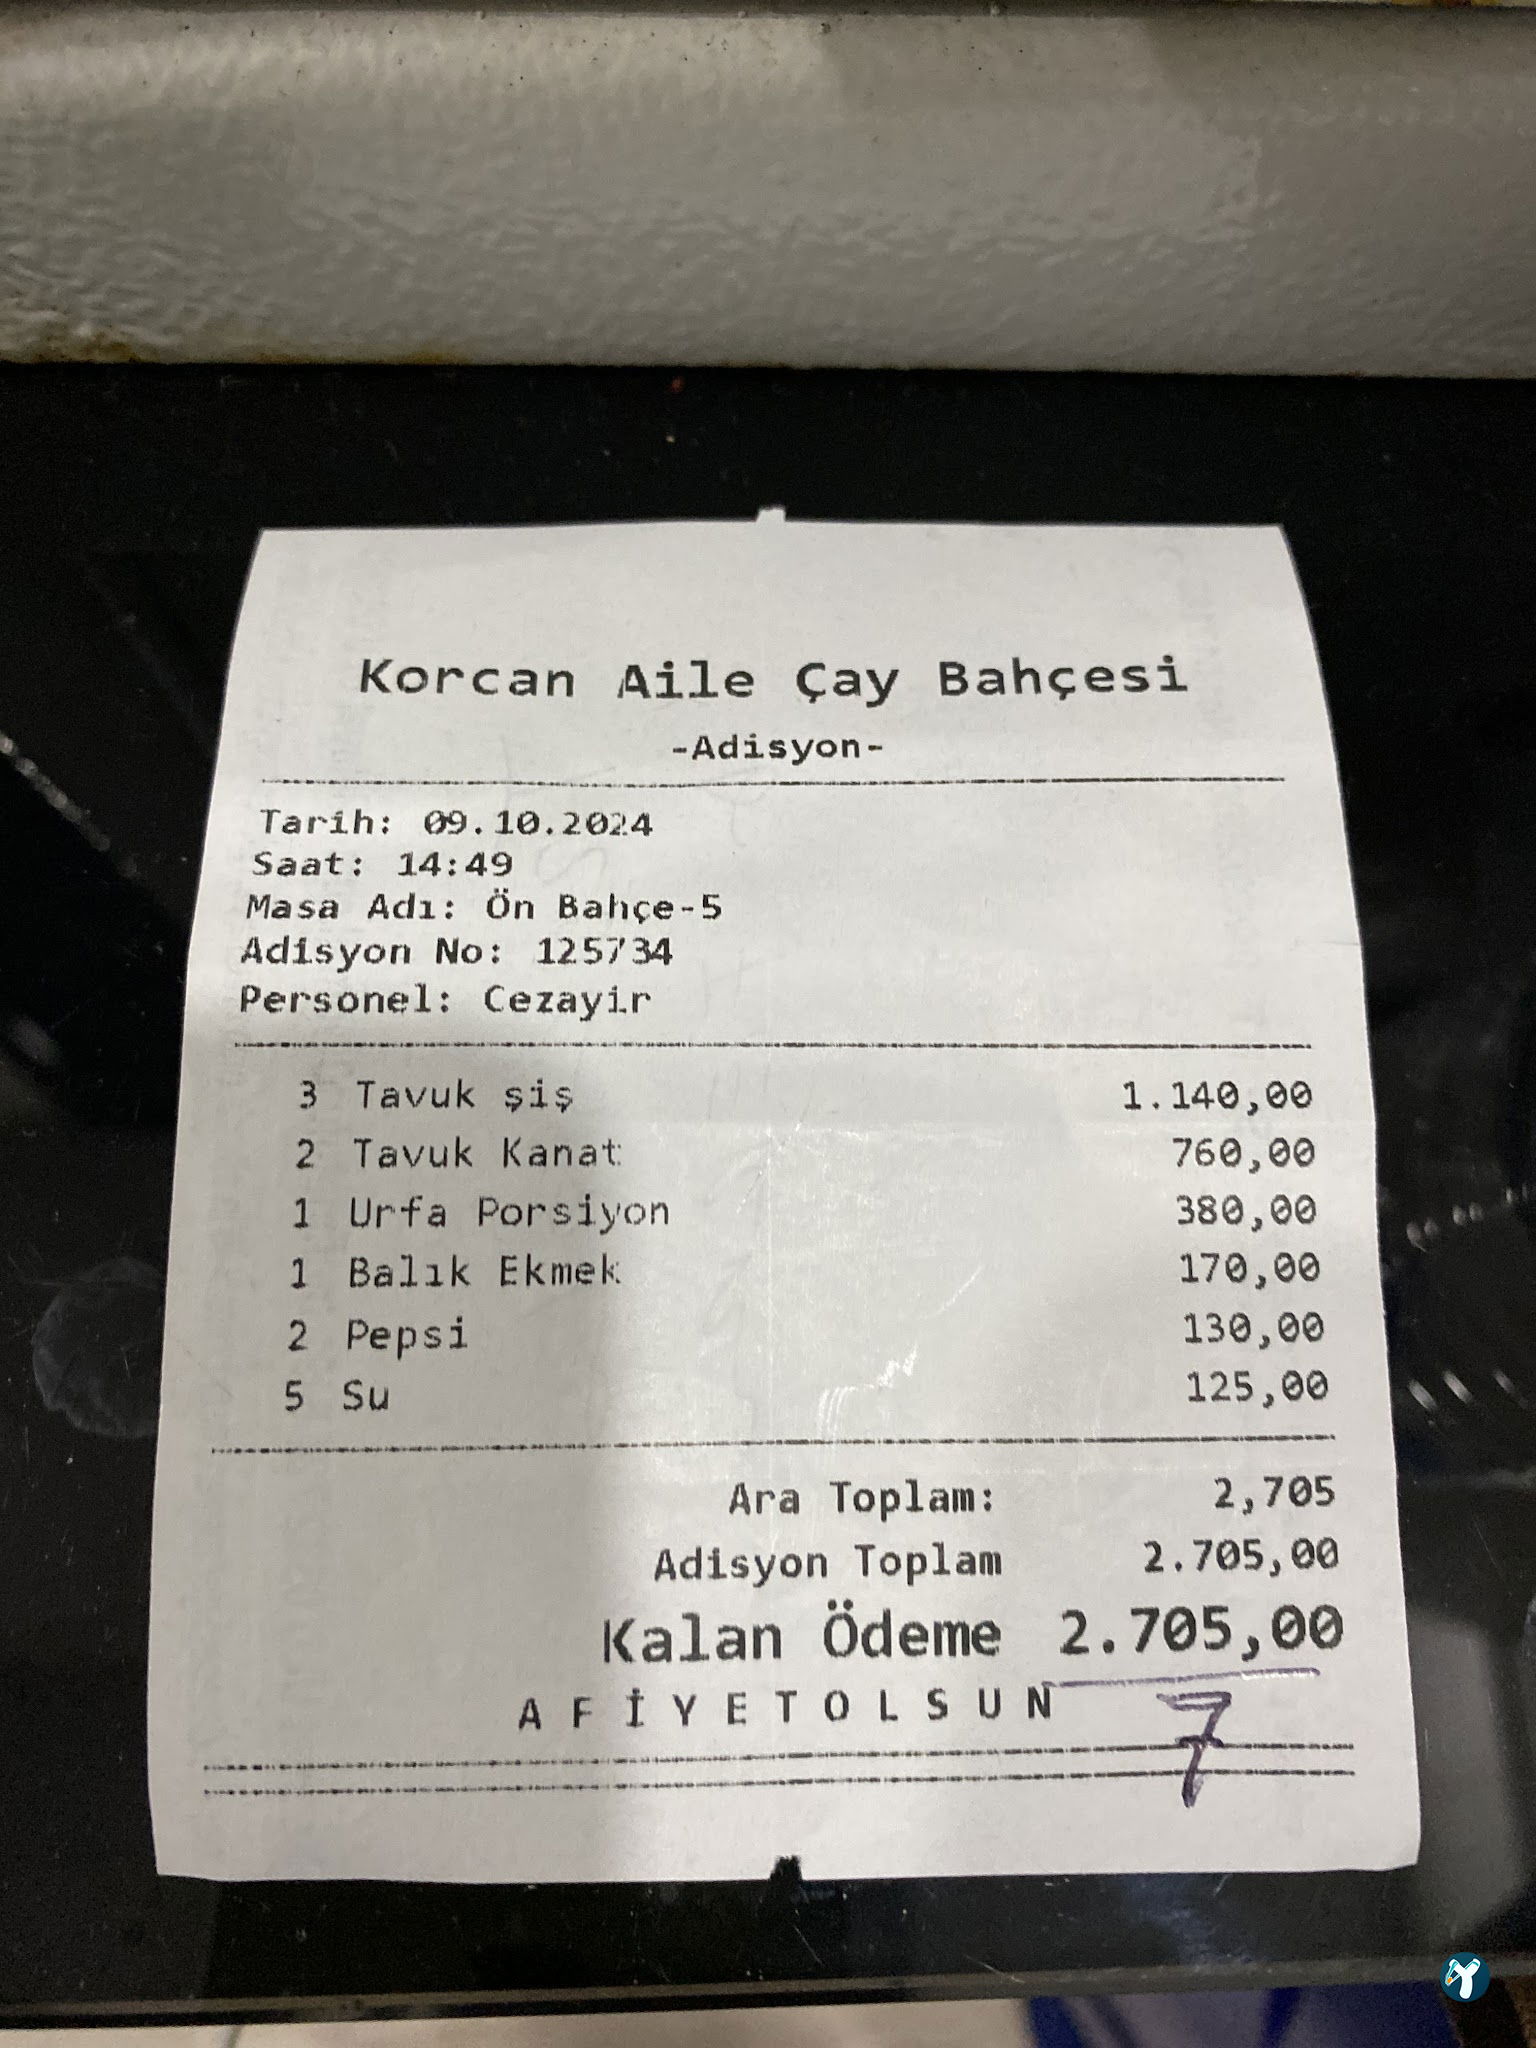 Korcan Aile Çay Bahçesi
-Adisyon-
Tarih: 09.10.2024
Saat: 14:49
Masa Adı: Ön Bahçe-5
Adisyon No: 125734
Personel: Cezayir
3 Tavuk şiş 1.140,00
2 Tavuk Kanat 760,00
1 Urfa Porsiyon 380,00
1 Balık Ekmek 170,00
2 Pepsi 130,00
5 Su 125,00
Ara Toplam: 2,705
Adisyon Toplam 2.705,00
Kalan Ödeme 2.705,00
A F İ Y E T O L S U N
7